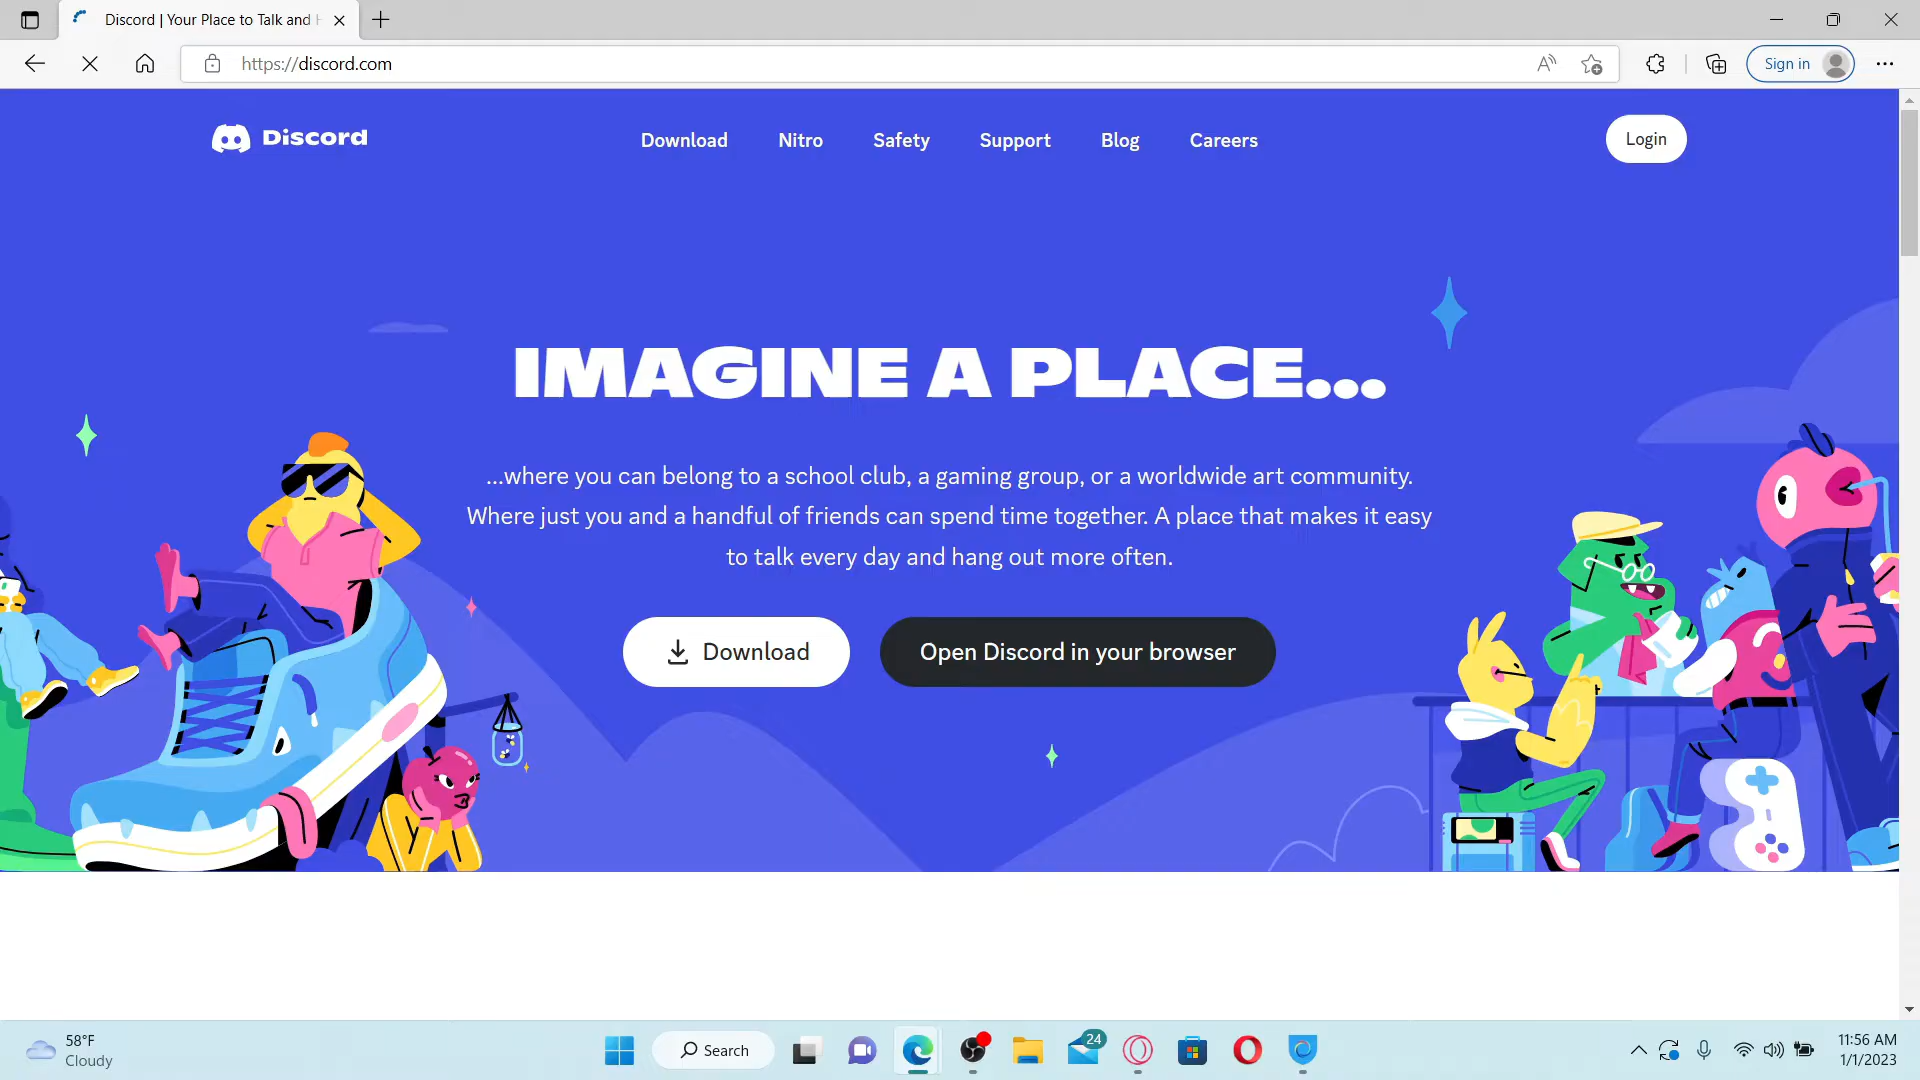 Discord | Your Place to Talk and H
https://discord.com
Sign in
Discord
Download
Nitro
Safety
Support
Blog
Careers
Login
IMAGINE A PLACE...
...where you can belong to a school club, a gaming group, or a worldwide art community.
Where just you and a handful of friends can spend time together. A place that makes it easy
to talk every day and hang out more often.
Download
Open Discord in your browser
58°F
Cloudy
Search
24
11:56 AM
1/1/2023